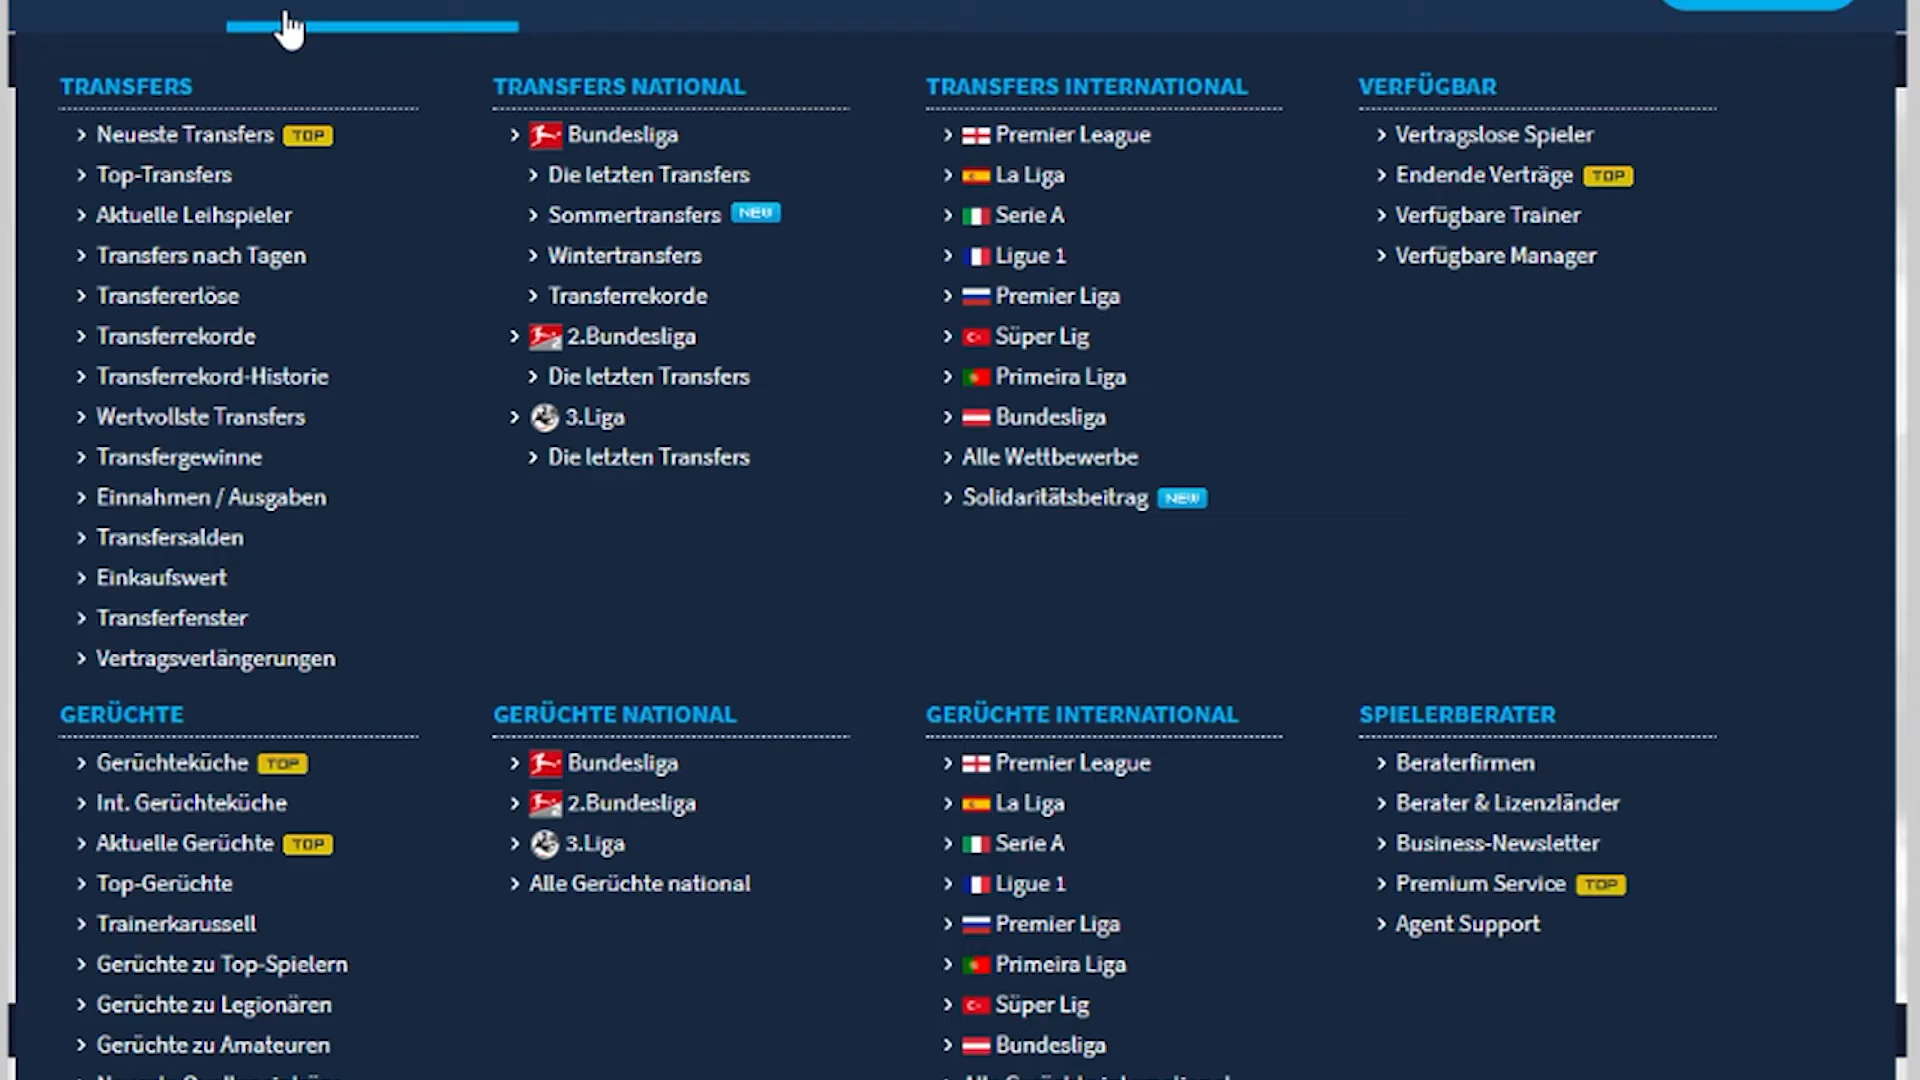 TRANSFERS
Neueste Transfers TOP
Top-Transfers
Aktuelle Leihspieler
Transfers nach Tagen
Transfererlöse
Transferrekorde
Transferrekord-Historie
Wertvollste Transfers
Transfergewinne
Einnahmen / Ausgaben
Transfersalden
Einkaufswert
Transferfenster
Vertragsverlängerungen
TRANSFERS NATIONAL
Bundesliga
Die letzten Transfers
Sommertransfers NEW
Wintertransfers
Transferrekorde
2.Bundesliga
Die letzten Transfers
3.Liga
Die letzten Transfers
TRANSFERS INTERNATIONAL
Premier League
La Liga
Serie A
Ligue 1
Premier Liga
Süper Lig
Primeira Liga
Bundesliga
Alle Wettbewerbe
Solidaritätsbeitrag NEW
VERFÜGBAR
Vertragslose Spieler
Endende Verträge TOP
Verfügbare Trainer
Verfügbare Manager
GERÜCHTE
Gerüchteküche TOP
Int. Gerüchteküche
Aktuelle Gerüchte TOP
Top-Gerüchte
Trainerkarussell
Gerüchte zu Top-Spielern
Gerüchte zu Legionären
Gerüchte zu Amateuren
GERÜCHTE NATIONAL
Bundesliga
2.Bundesliga
3.Liga
Alle Gerüchte national
GERÜCHTE INTERNATIONAL
Premier League
La Liga
Serie A
Ligue 1
Premier Liga
Primeira Liga
Süper Lig
Bundesliga
SPIELERBERATER
Beraterfirmen
Berater & Lizenzländer
Business-Newsletter
Premium Service TOP
Agent Support